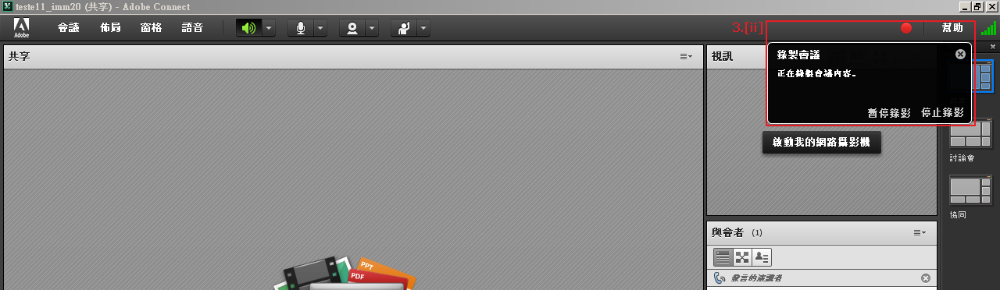 teste11_imm20 (共享) - Adobe Connect
Adobe
會議 佈局 窗格 語音
3.[ii]
幫助
共享
視訊
錄製會議
正在錄製會議內容。
暫停錄影 停止錄影
啟動我的網路攝影機
討論會
協同
與會者 (1)
發言的演講者
PPT
PDF